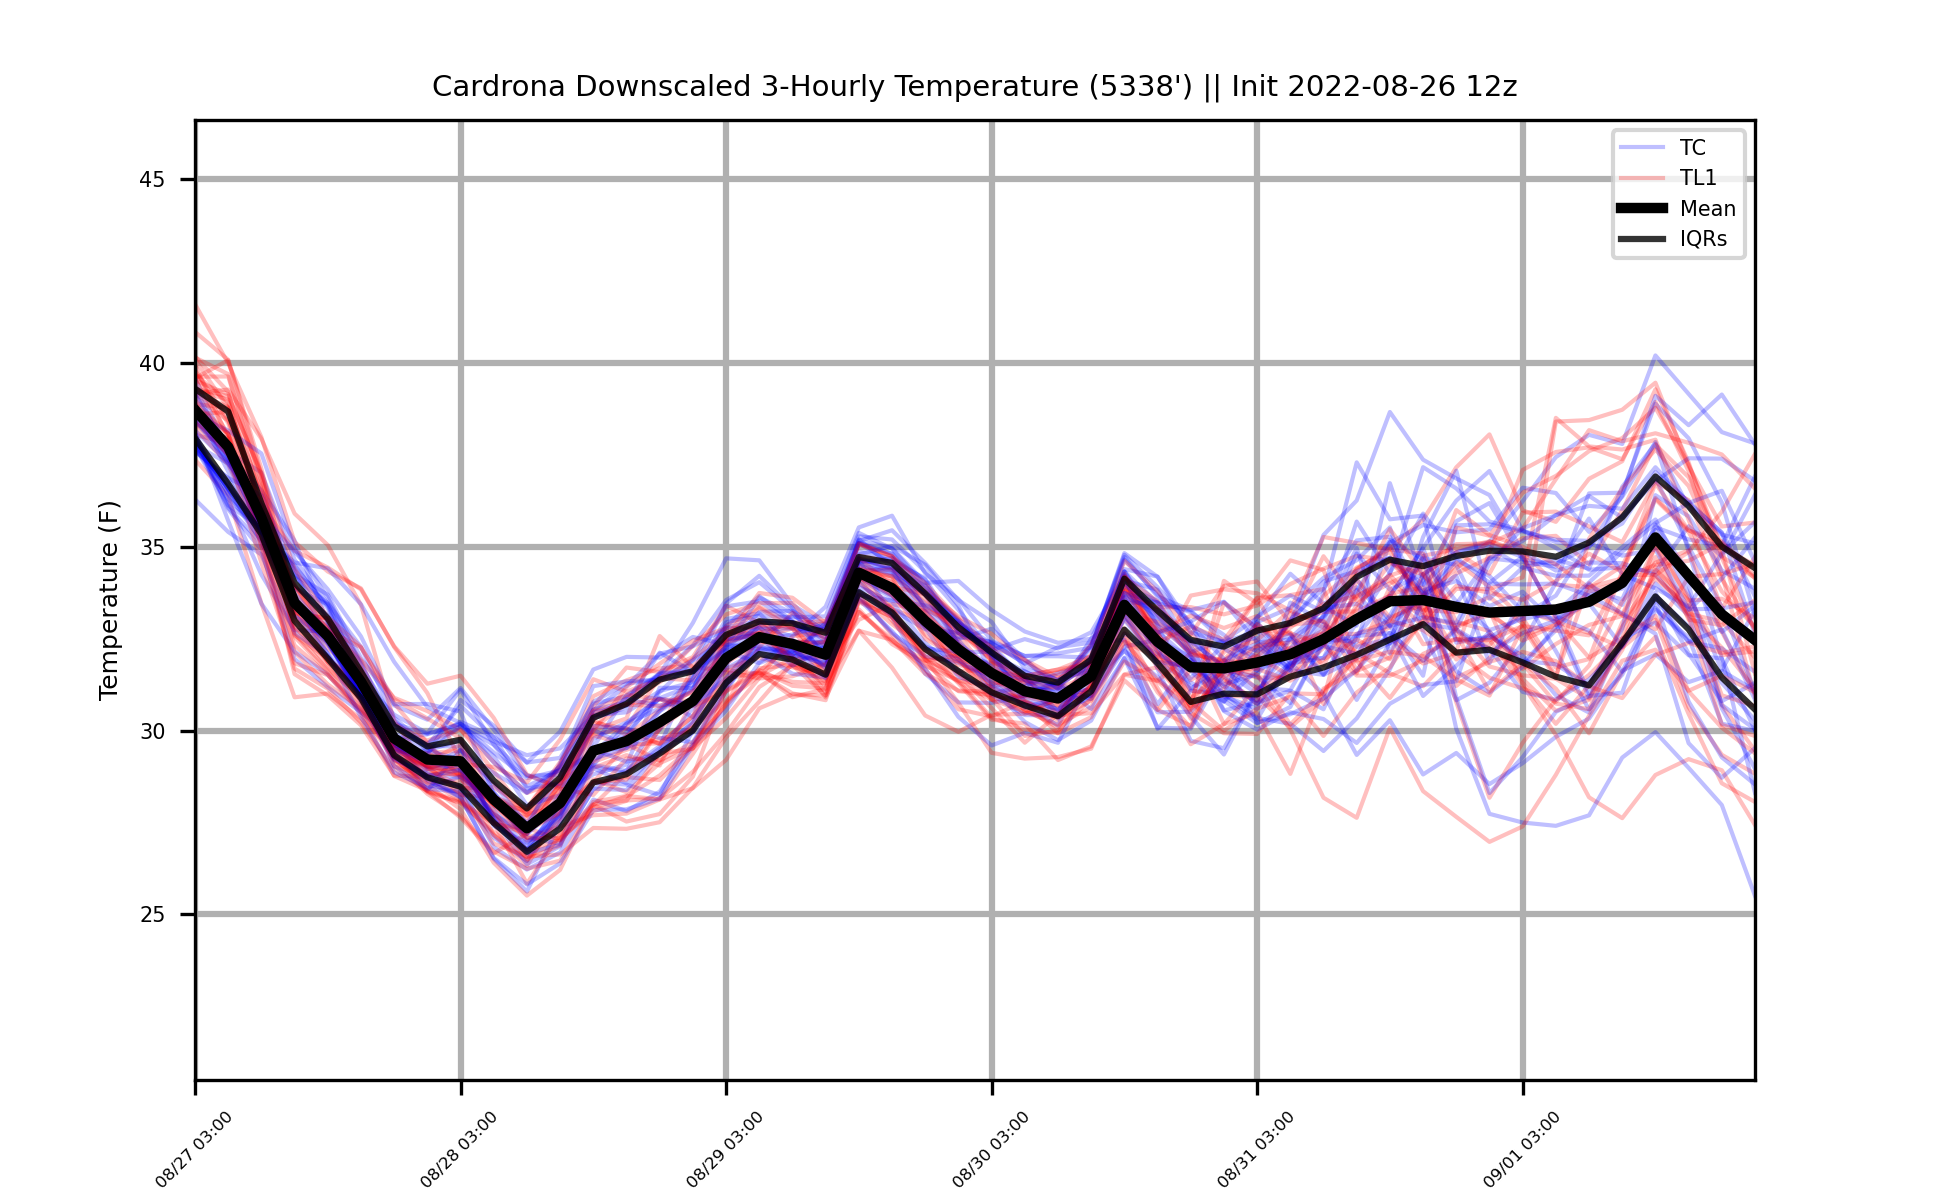 Cardrona Downscaled 3-Hourly Temperature (5338') || Init 2022-08-26 12z
TC
TL1
Mean
IQRs
Temperature (F)
45
40
35
30
25
08/27 03:00
08/28 03:00
08/29 03:00
08/30 03:00
08/31 03:00
09/01 03:00